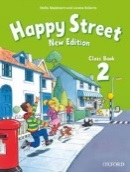 Happy Street
New Edition
Class Book
2
OXFORD